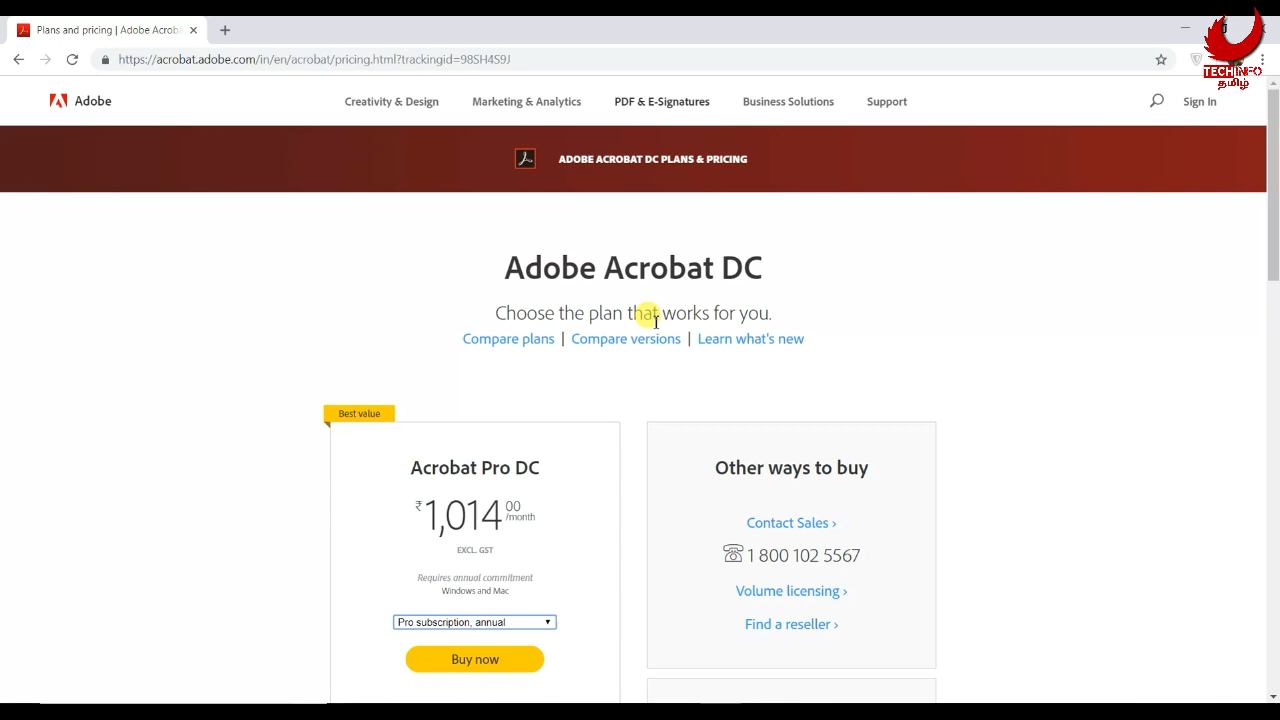 Plans and pricing | Adobe Acroba
https://acrobat.adobe.com/in/en/acrobat/pricing.html?trackingid=985H4S9J
TECH INFO
தமிழ்
Adobe
Creativity & Design
Marketing & Analytics
PDF & E-Signatures
Business Solutions
Support
Sign In
ADOBE ACROBAT DC PLANS & PRICING
Adobe Acrobat DC
Choose the plan that works for you.
Compare plans | Compare versions | Learn what's new
Best value
Acrobat Pro DC
₹1,014 00 /month
EXCL. GST
Requires annual commitment
Windows and Mac
Pro subscription, annual
Buy now
Other ways to buy
Contact Sales ›
1 800 102 5567
Volume licensing ›
Find a reseller ›